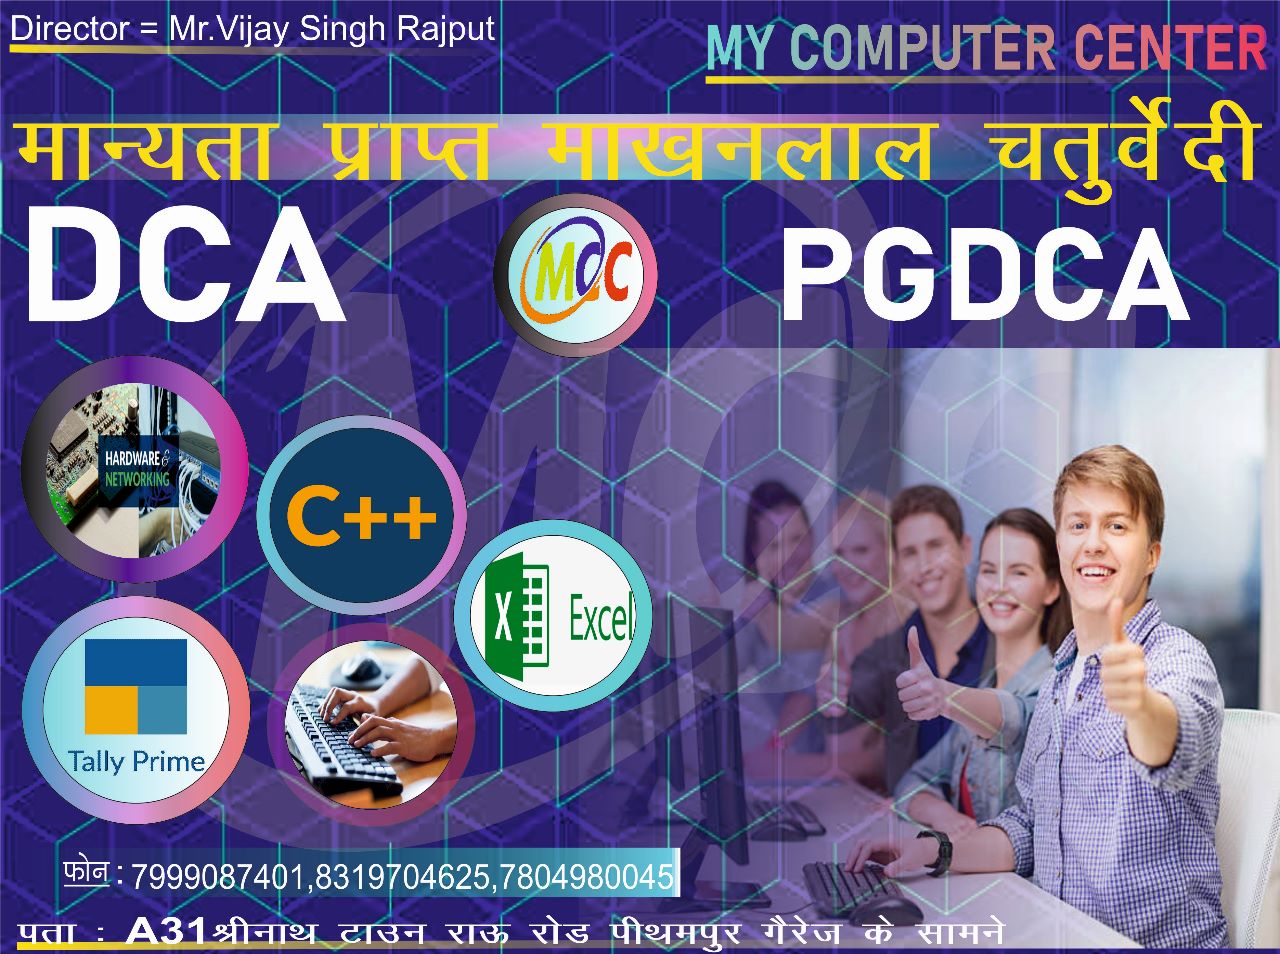 Director = Mr.Vijay Singh Rajput
MY COMPUTER CENTER
मान्यता प्राप्त माखनलाल चतुर्वेदी
DCA
MCC
PGDCA
HARDWARE &
NETWORKING
C++
X Excel
Tally Prime
फोन : 7999087401,8319704625,7804980045
पता : A31श्रीनाथ टाउन राऊ रोड पीथमपुर गैरेज के सामने